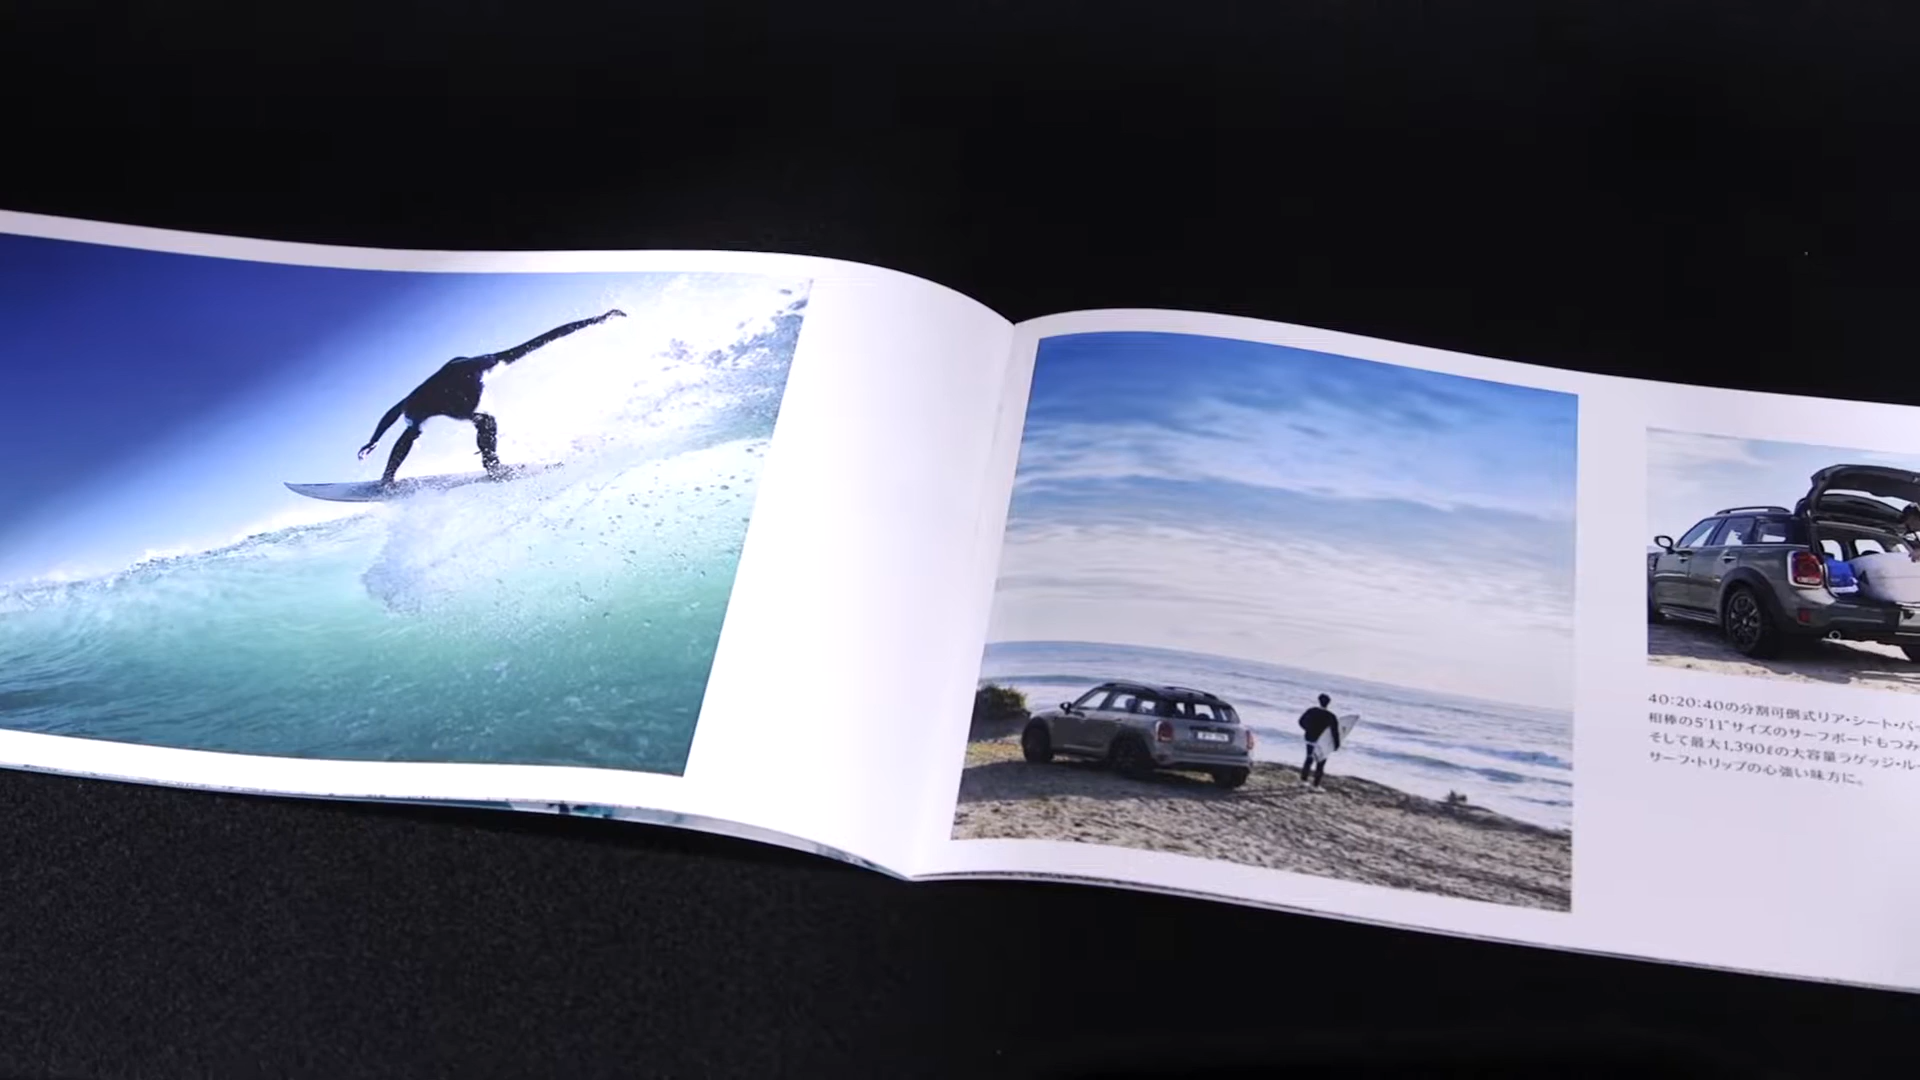 40:20:40の分割可倒式リア・シート・バー
相棒の5'11"サイズのサーフボードもつみ
そして最大1,390ℓの大容量ラゲッジ・ルー
サーフ・トリップの心強い味方に。